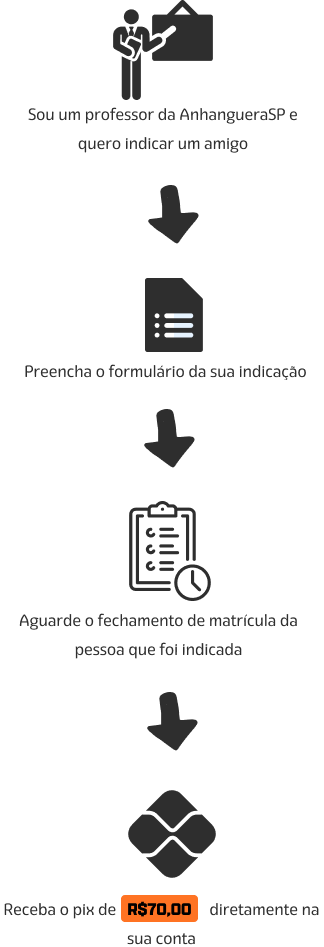 Sou um professor da AnhangueraSP e
quero indicar um amigo
Preencha o formulário da sua indicação
Aguarde o fechamento de matrícula da
pessoa que foi indicada
Receba o pix de R$70,00 diretamente na
sua conta